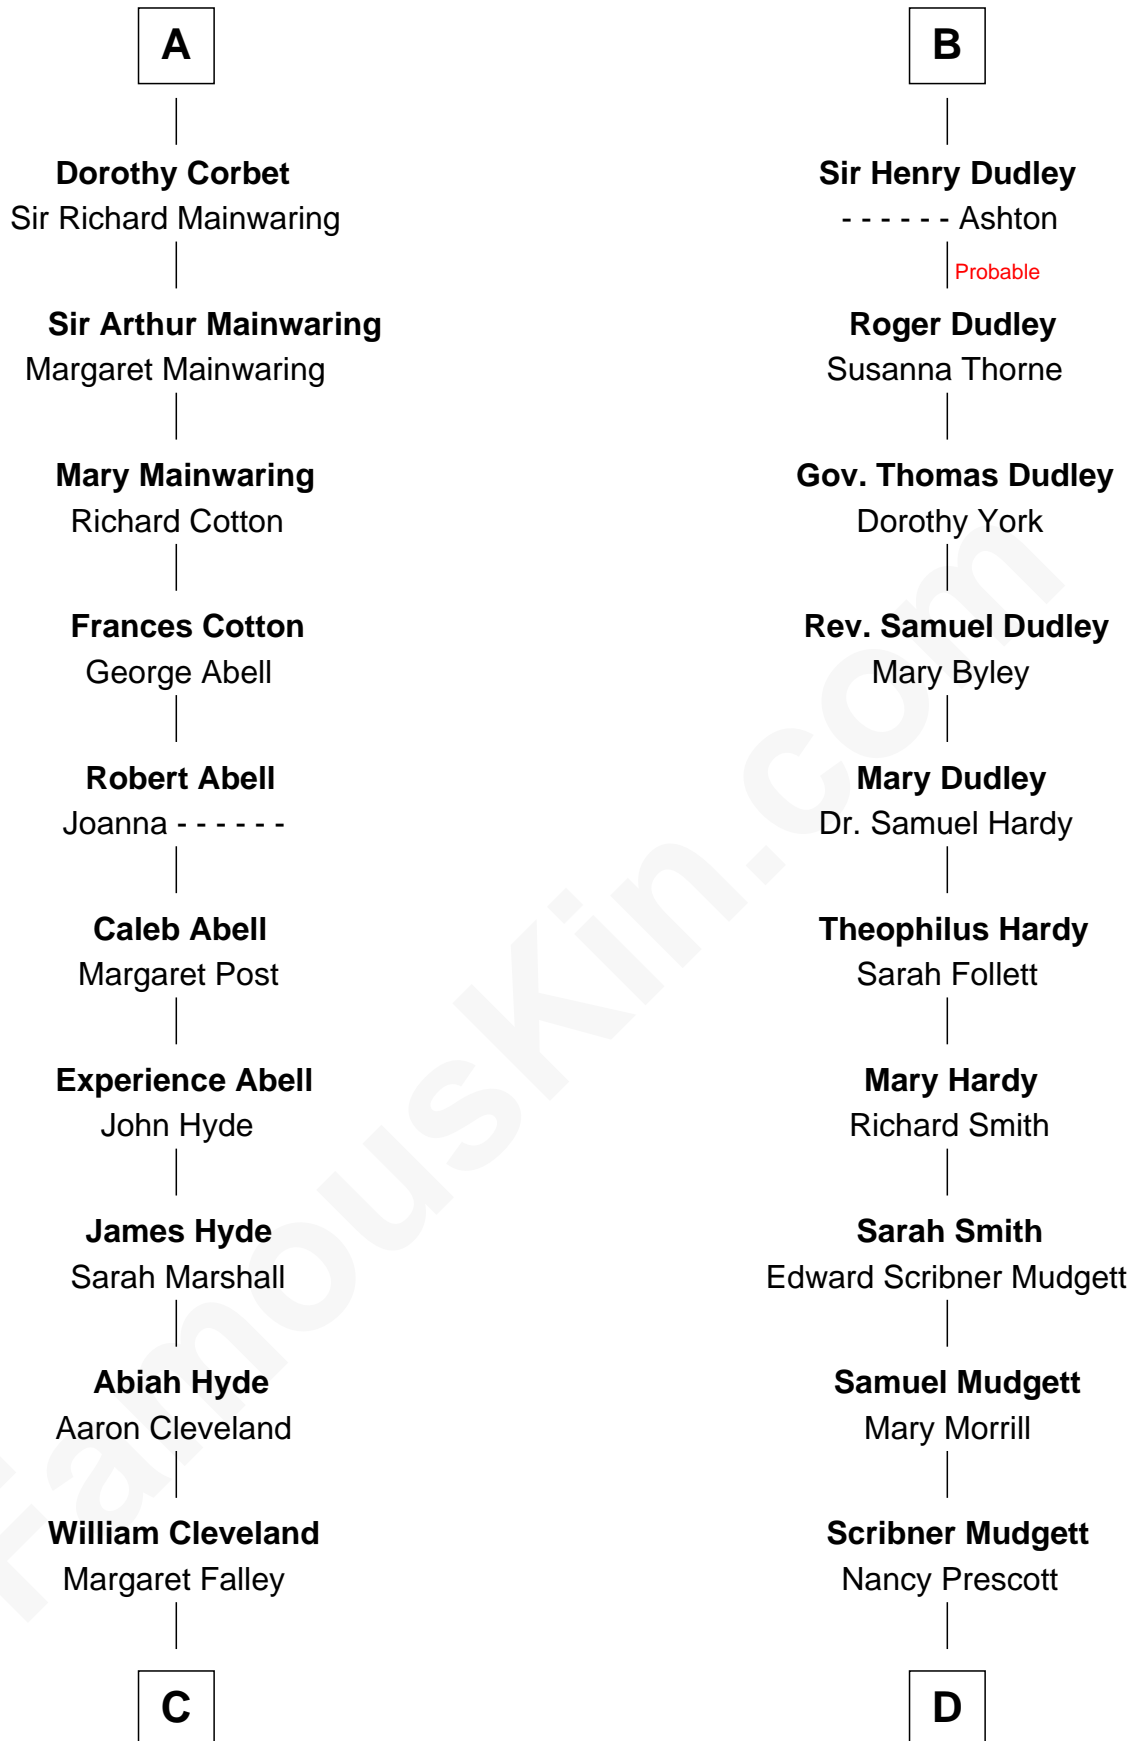 A
Dorothy Corbet
Sir Richard Mainwaring
Sir Arthur Mainwaring
Margaret Mainwaring
Mary Mainwaring
Richard Cotton
Frances Cotton
George Abell
Robert Abell
Joanna - - - - - -
Caleb Abell
Margaret Post
Experience Abell
John Hyde
James Hyde
Sarah Marshall
Abiah Hyde
Aaron Cleveland
William Cleveland
Margaret Falley
C
B
Sir Henry Dudley
- - - - - - Ashton
Probable
Roger Dudley
Susanna Thorne
Gov. Thomas Dudley
Dorothy York
Rev. Samuel Dudley
Mary Byley
Mary Dudley
Dr. Samuel Hardy
Theophilus Hardy
Sarah Follett
Mary Hardy
Richard Smith
Sarah Smith
Edward Scribner Mudgett
Samuel Mudgett
Mary Morrill
Scribner Mudgett
Nancy Prescott
D
FamousKin.com